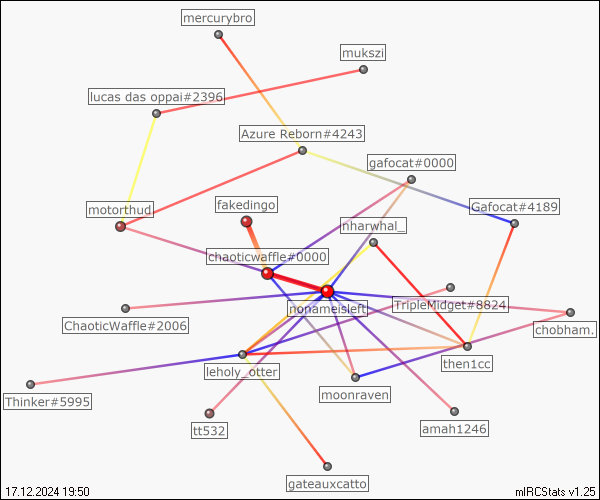 mercurybro
mukszi
lucas das oppai#2396
Azure Reborn#4243
gafocat#0000
motorthud
fakedingo
Gafocat#4189
nharwhal_
chaoticwaffle#0000
nonameisleft
TripleMidget#8824
ChaoticWaffle#2006
chobham.
then1cc
leholy_otter
moonraven
Thinker#5995
tt532
amah1246
gateauxcatto
17.12.2024 19:50
mIRCStats v1.25